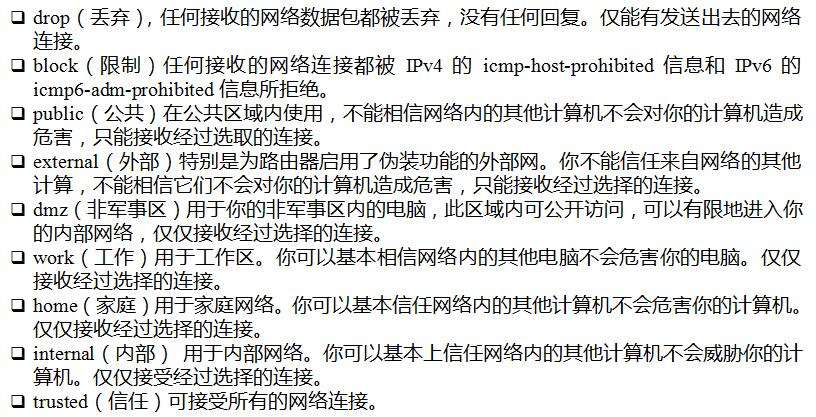 ❑ drop（丢弃），任何接收的网络数据包都被丢弃，没有任何回复。仅能有发送出去的网络
连接。
❑ block（限制）任何接收的网络连接都被 IPv4 的 icmp-host-prohibited 信息和 IPv6 的
icmp6-adm-prohibited 信息所拒绝。
❑ public（公共）在公共区域内使用，不能相信网络内的其他计算机不会对你的计算机造成
危害，只能接收经过选取的连接。
❑ external（外部）特别是为路由器启用了伪装功能的外部网。你不能信任来自网络的其他
计算，不能相信它们不会对你的计算机造成危害，只能接收经过选择的连接。
❑ dmz（非军事区）用于你的非军事区内的电脑，此区域内可公开访问，可以有限地进入你
的内部网络，仅仅接收经过选择的连接。
❑ work（工作）用于工作区。你可以基本相信网络内的其他电脑不会危害你的电脑。仅仅
接收经过选择的连接。
❑ home（家庭）用于家庭网络。你可以基本信任网络内的其他计算机不会危害你的计算机。
仅仅接收经过选择的连接。
❑ internal（内部） 用于内部网络。你可以基本上信任网络内的其他计算机不会威胁你的计
算机。仅仅接受经过选择的连接。
❑ trusted（信任）可接受所有的网络连接。